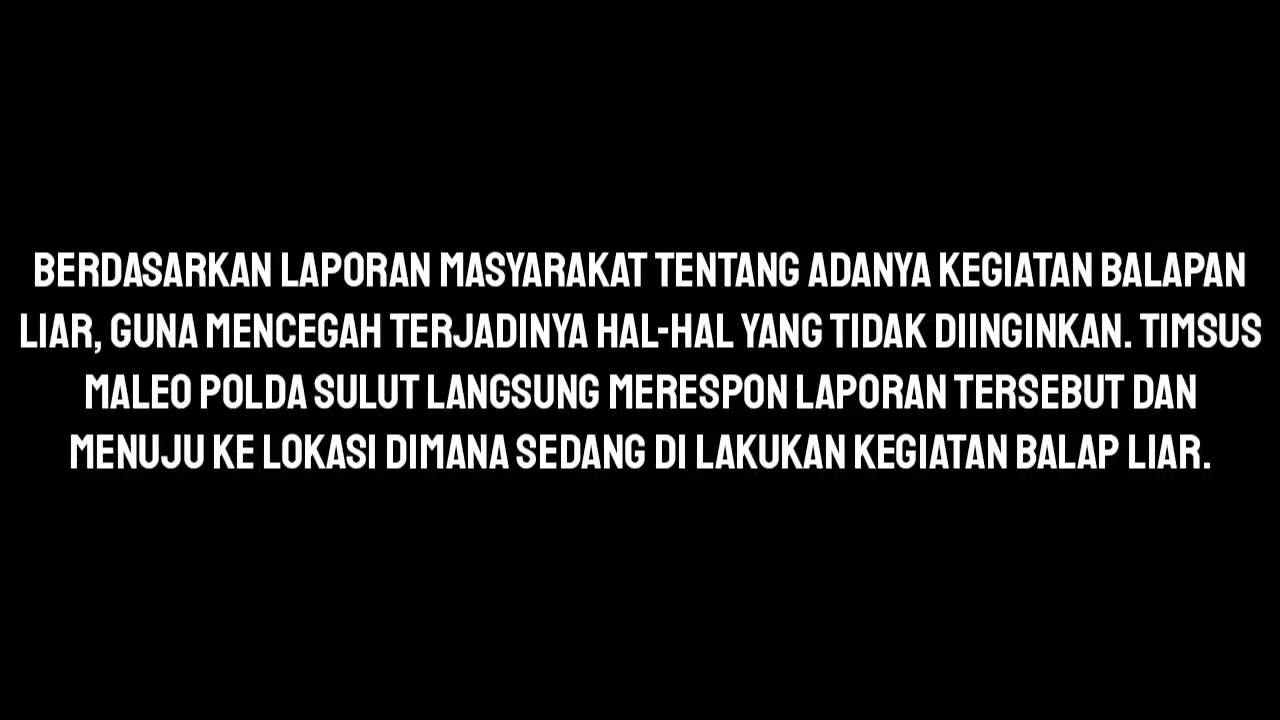 BERDASARKAN LAPORAN MASYARAKAT TENTANG ADANYA KEGIATAN BALAPAN
LIAR, GUNA MENCEGAH TERJADINYA HAL-HAL YANG TIDAK DIINGINKAN. TIMSUS
MALEO POLDA SULUT LANGSUNG MERESPON LAPORAN TERSEBUT DAN
MENUJU KE LOKASI DIMANA SEDANG DI LAKUKAN KEGIATAN BALAP LIAR.